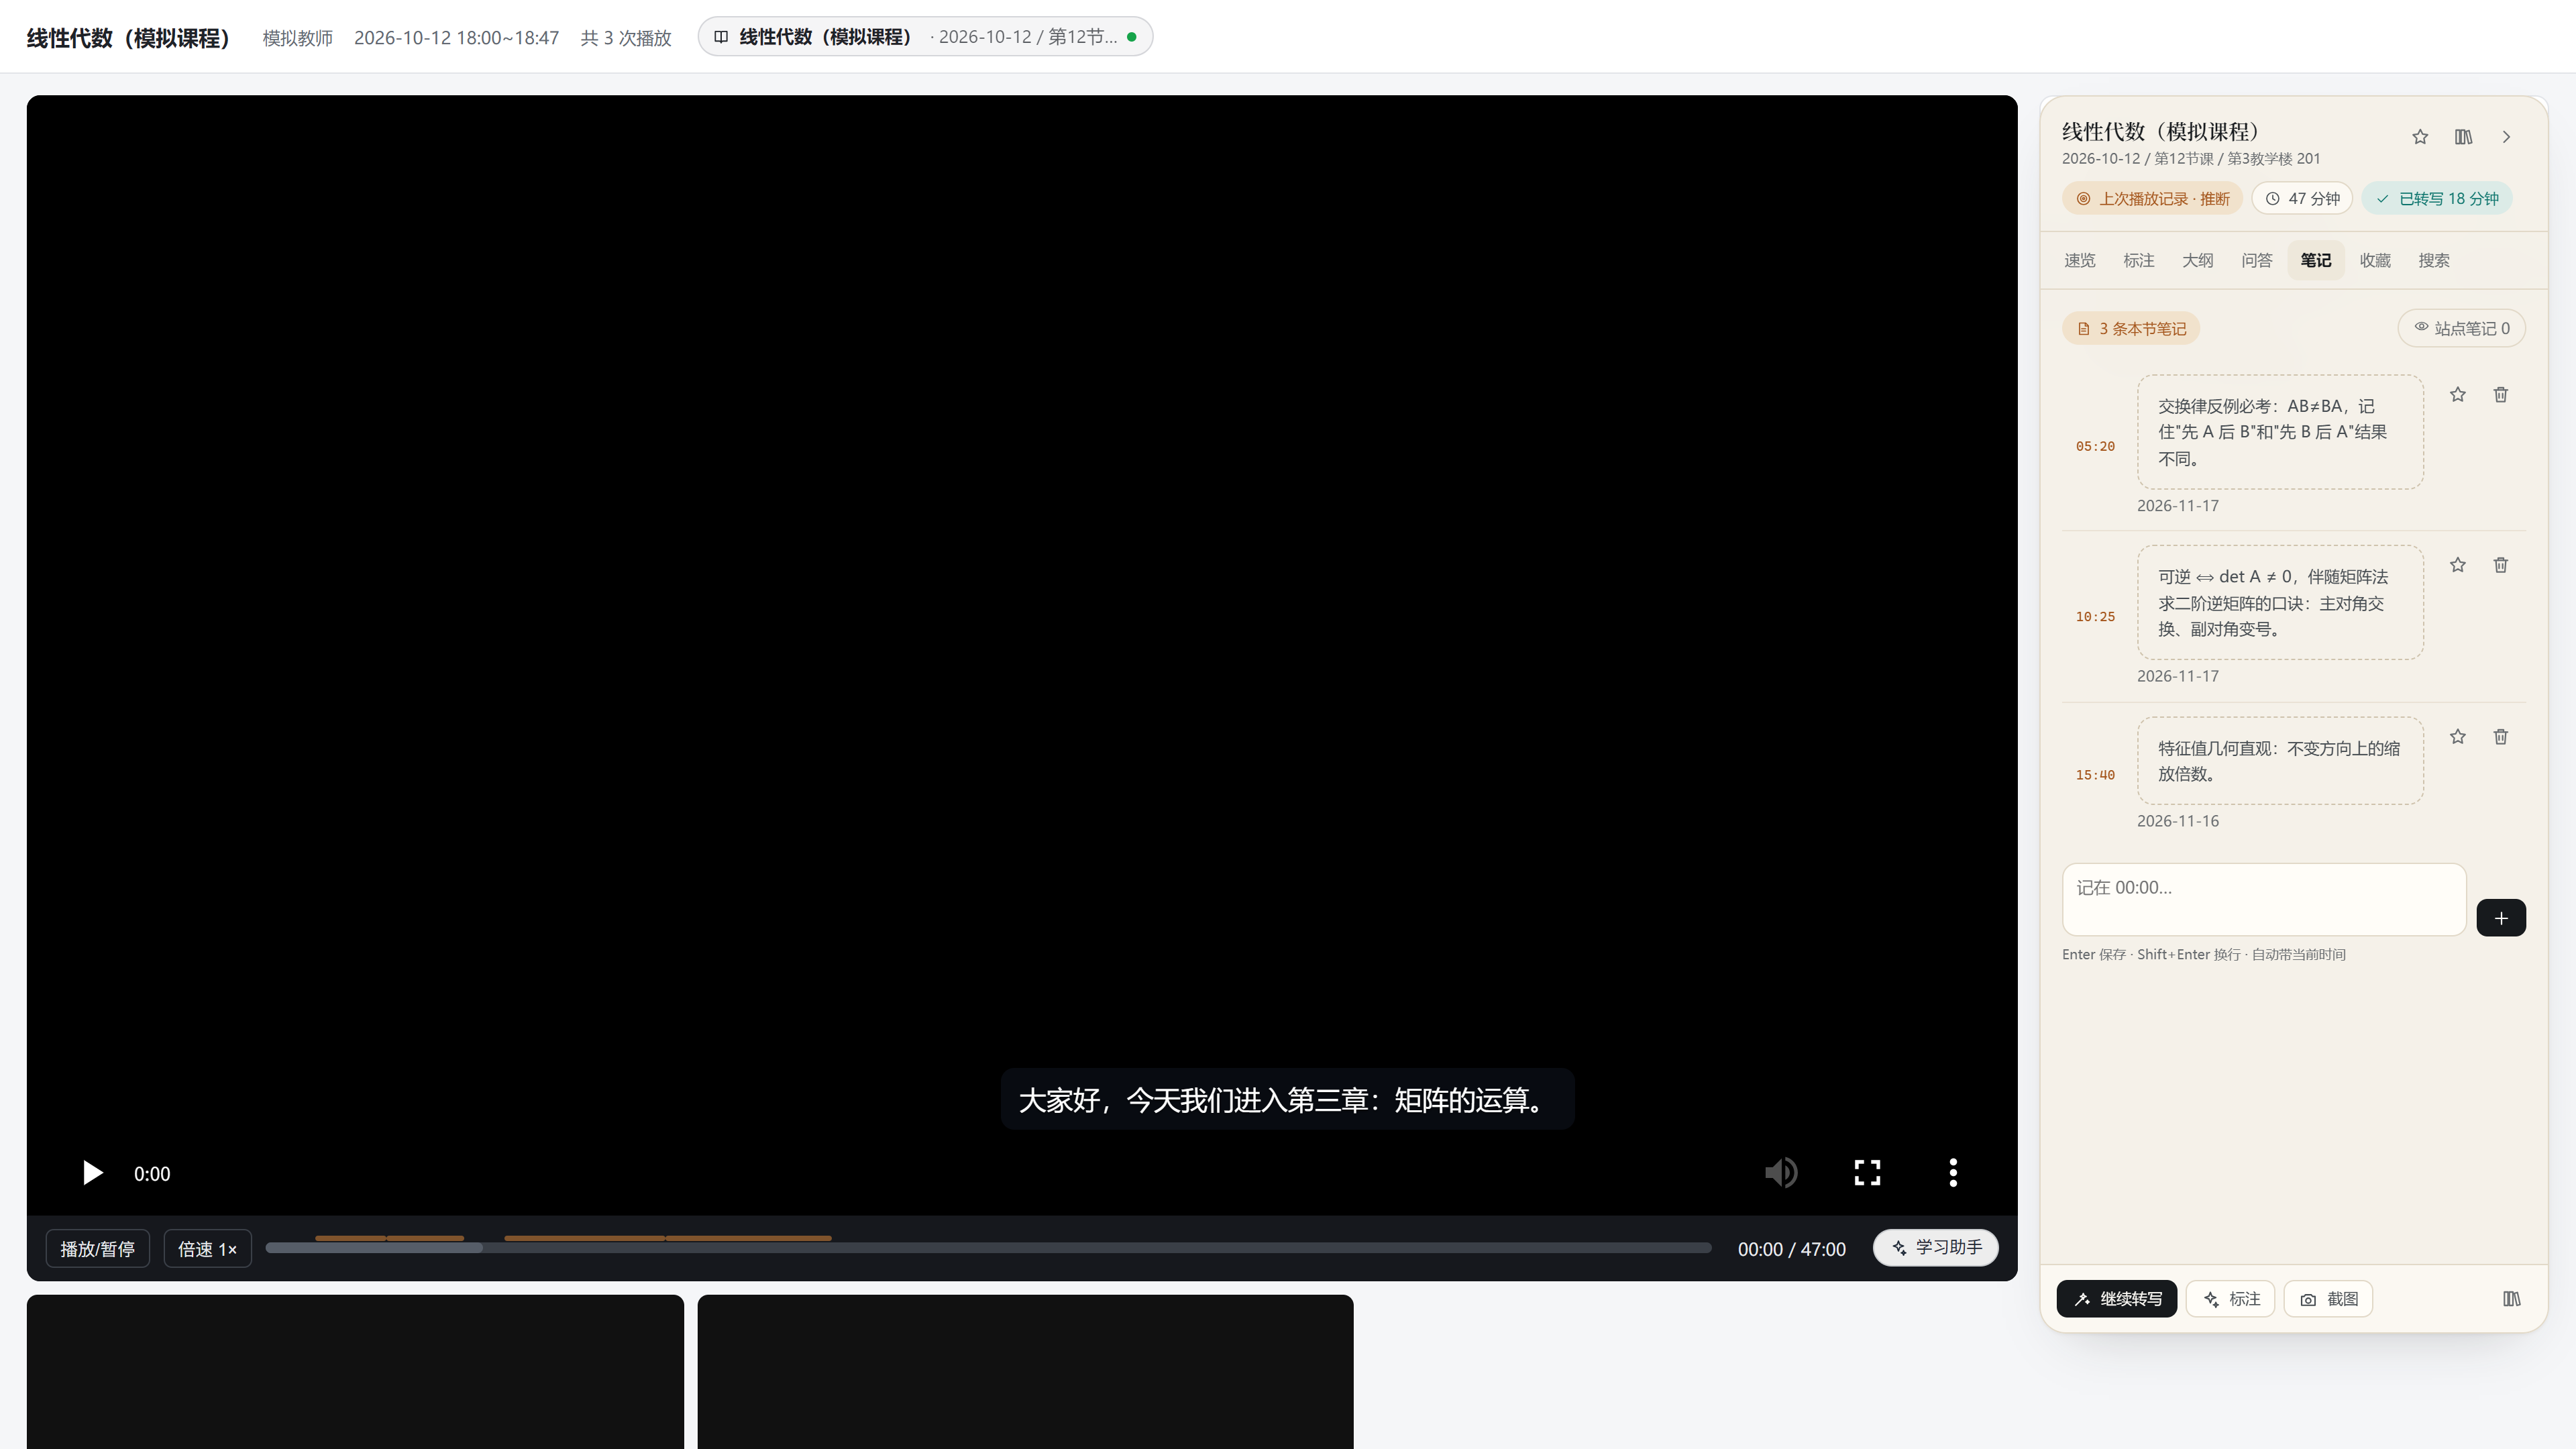 线性代数（模拟课程） 模拟教师 2026-10-12 18:00~18:47 共 3 次播放 线性代数（模拟课程） · 2026-10-12 / 第12节...
大家好，今天我们进入第三章：矩阵的运算。
0:00
播放/暂停 倍速 1× 00:00 / 47:00 学习助手
线性代数（模拟课程）
2026-10-12 / 第12节课 / 第3教学楼 201
上次播放记录 · 推断 47 分钟 已转写 18 分钟
速览 标注 大纲 问答 笔记 收藏 搜索
3 条本节笔记 站点笔记 0
05:20
交换律反例必考：AB≠BA，记
住"先 A 后 B"和"先 B 后 A"结果
不同。
2026-11-17
10:25
可逆 ⇔ det A ≠ 0，伴随矩阵法
求二阶逆矩阵的口诀：主对角交
换、副对角变号。
2026-11-17
15:40
特征值几何直观：不变方向上的缩
放倍数。
2026-11-16
记在 00:00...
Enter 保存 · Shift+Enter 换行 · 自动带当前时间
继续转写 标注 截图